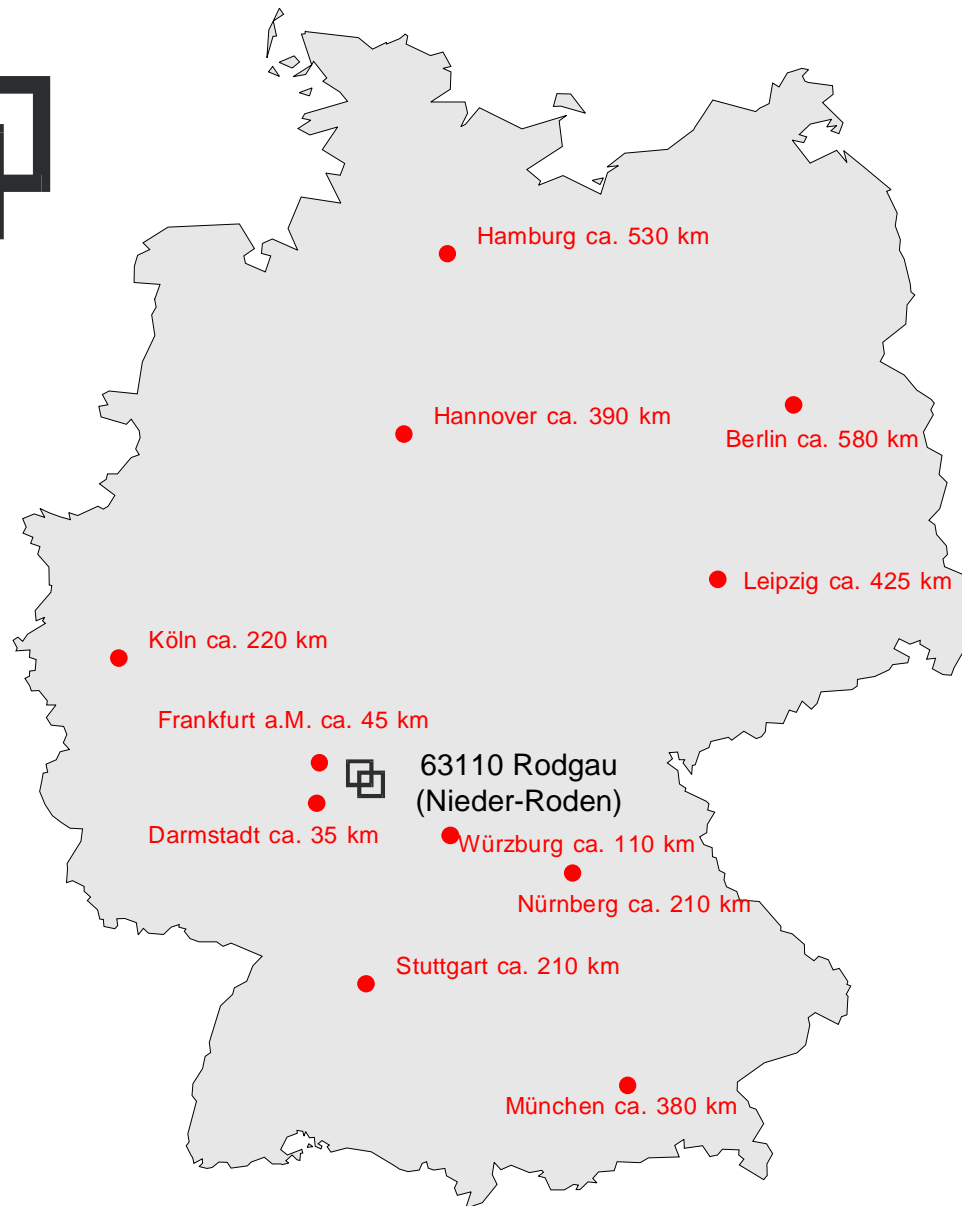 Hamburg ca. 530 km
Hannover ca. 390 km
Berlin ca. 580 km
Leipzig ca. 425 km
Köln ca. 220 km
Frankfurt a.M. ca. 45 km
63110 Rodgau
(Nieder-Roden)
Darmstadt ca. 35 km
Würzburg ca. 110 km
Nürnberg ca. 210 km
Stuttgart ca. 210 km
München ca. 380 km